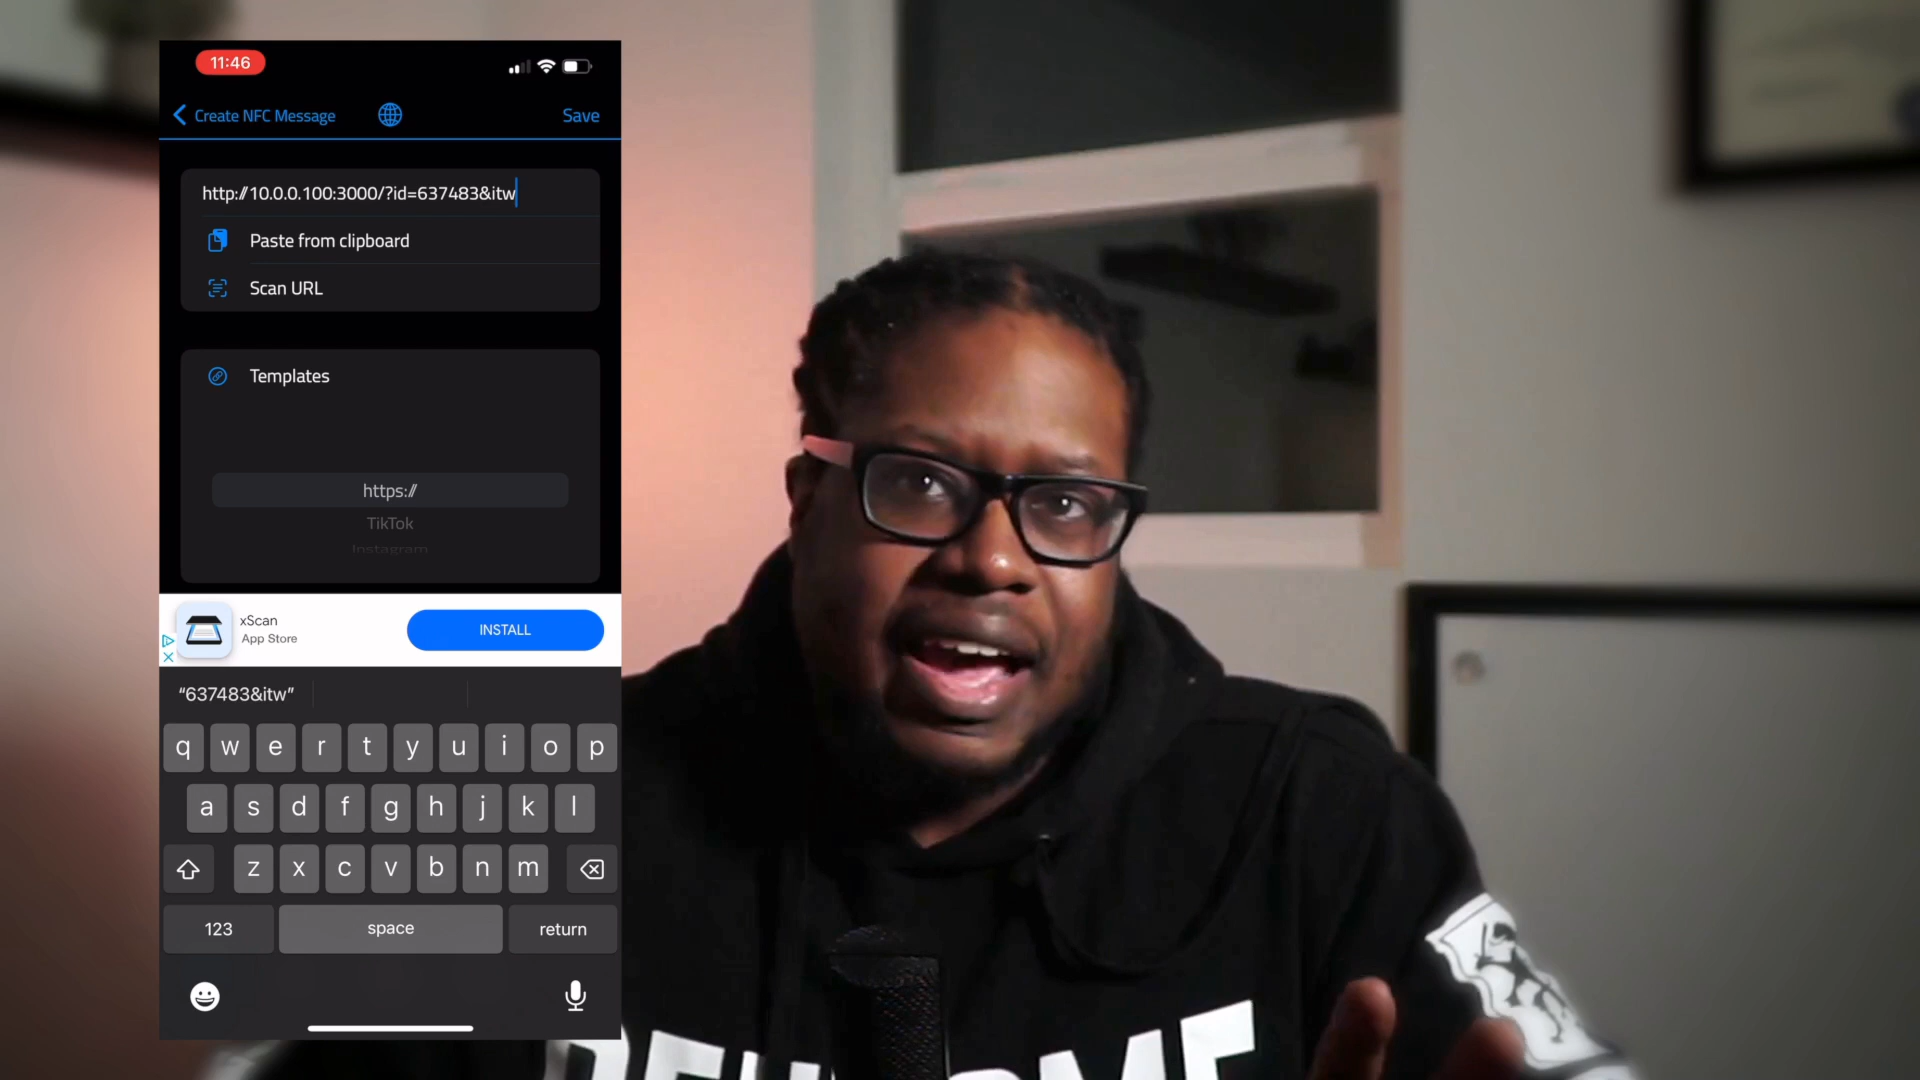 11:46
Create NFC Message
Save
http://10.0.0.100:3000/?id=637483&itw
Paste from clipboard
Scan URL
Templates
https://
TikTok
Instagram
xScan
App Store
INSTALL
“637483&itw”
q w e r t y u i o p
a s d f g h j k l
z x c v b n m
123 space return